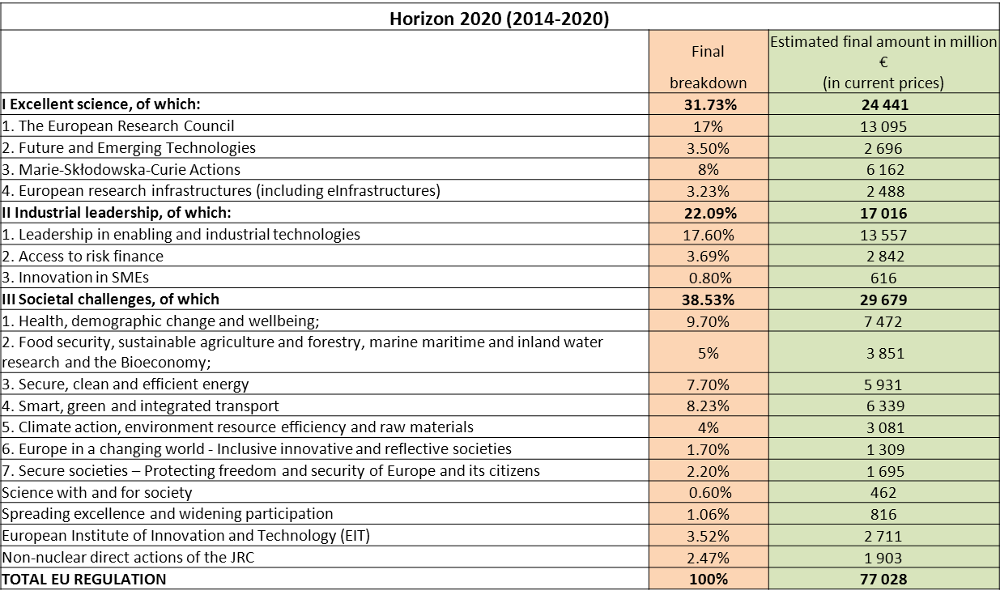 Horizon 2020 (2014-2020)
Final breakdown Estimated final amount in million € (in current prices)
I Excellent science, of which: 31.73% 24 441
1. The European Research Council 17% 13 095
2. Future and Emerging Technologies 3.50% 2 696
3. Marie-Skłodowska-Curie Actions 8% 6 162
4. European research infrastructures (including eInfrastructures) 3.23% 2 488
II Industrial leadership, of which: 22.09% 17 016
1. Leadership in enabling and industrial technologies 17.60% 13 557
2. Access to risk finance 3.69% 2 842
3. Innovation in SMEs 0.80% 616
III Societal challenges, of which 38.53% 29 679
1. Health, demographic change and wellbeing; 9.70% 7 472
2. Food security, sustainable agriculture and forestry, marine maritime and inland water
research and the Bioeconomy; 5% 3 851
3. Secure, clean and efficient energy 7.70% 5 931
4. Smart, green and integrated transport 8.23% 6 339
5. Climate action, environment resource efficiency and raw materials 4% 3 081
6. Europe in a changing world - Inclusive innovative and reflective societies 1.70% 1 309
7. Secure societies – Protecting freedom and security of Europe and its citizens 2.20% 1 695
Science with and for society 0.60% 462
Spreading excellence and widening participation 1.06% 816
European Institute of Innovation and Technology (EIT) 3.52% 2 711
Non-nuclear direct actions of the JRC 2.47% 1 903
TOTAL EU REGULATION 100% 77 028